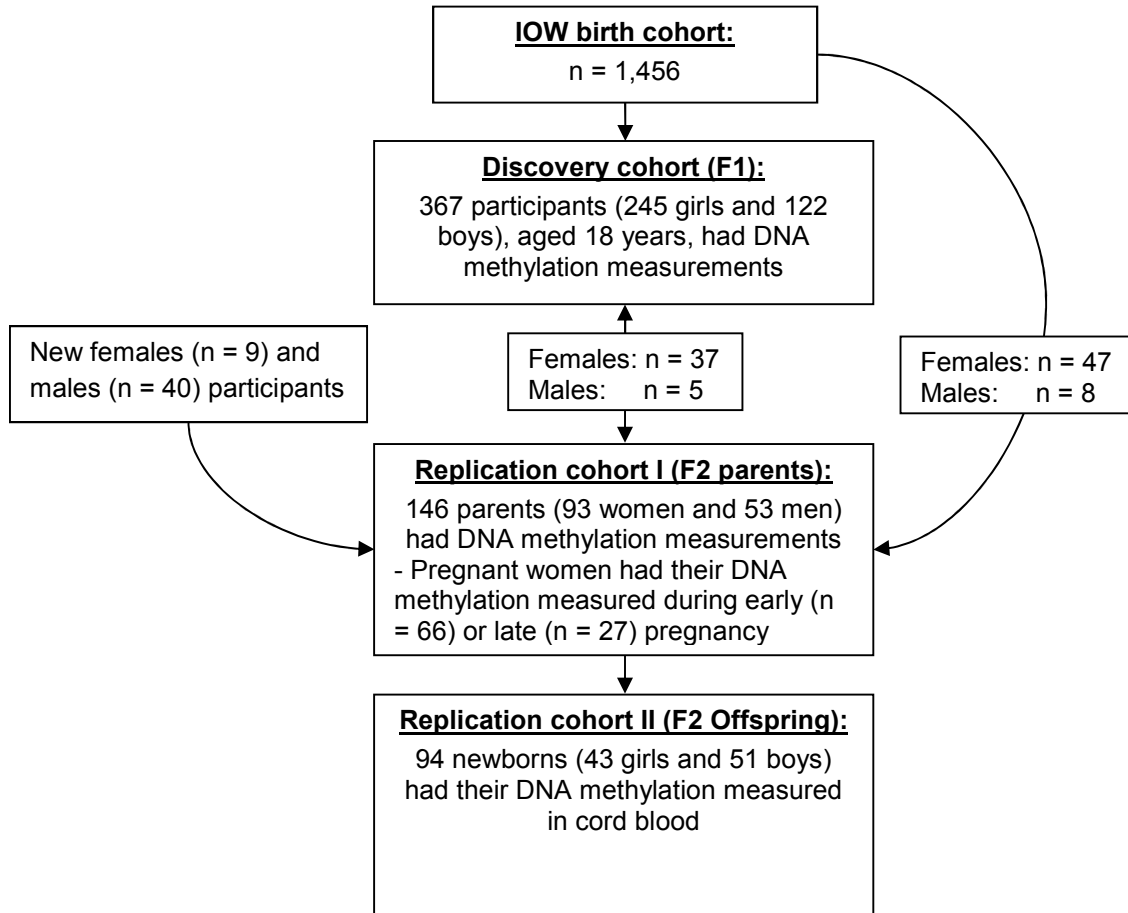 IOW birth cohort:
n = 1,456
Discovery cohort (F1):
367 participants (245 girls and 122
boys), aged 18 years, had DNA
methylation measurements
New females (n = 9) and
males (n = 40) participants
Females: n = 37
Males: n = 5
Females: n = 47
Males: n = 8
Replication cohort I (F2 parents):
146 parents (93 women and 53 men)
had DNA methylation measurements
- Pregnant women had their DNA
methylation measured during early (n
= 66) or late (n = 27) pregnancy
Replication cohort II (F2 Offspring):
94 newborns (43 girls and 51 boys)
had their DNA methylation measured
in cord blood